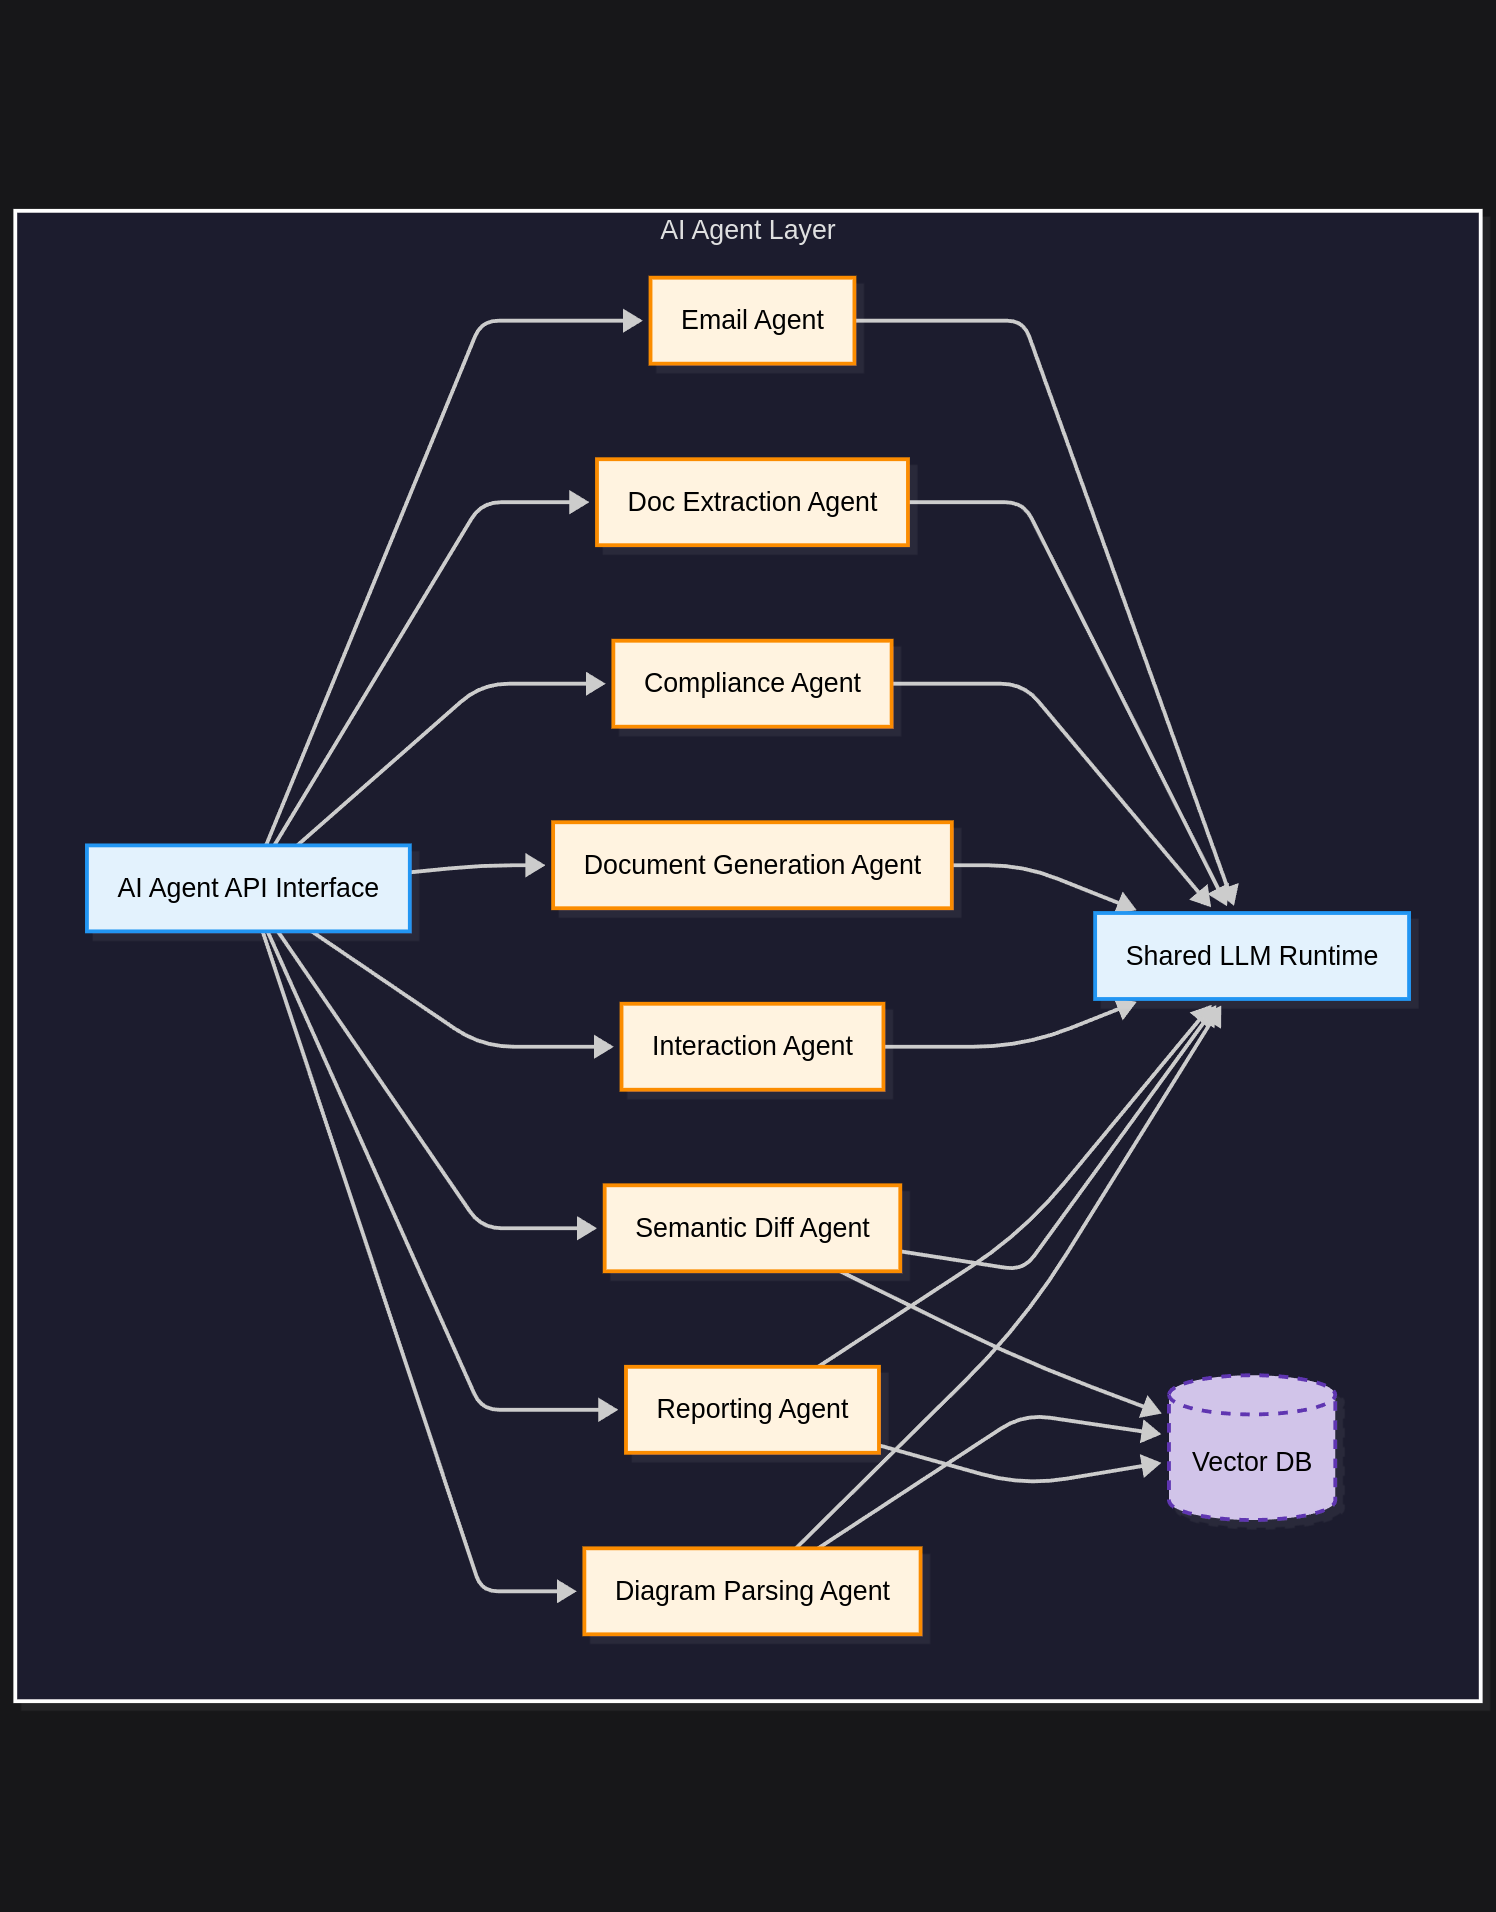 AI Agent Layer
Email Agent
Doc Extraction Agent
Compliance Agent
Document Generation Agent
AI Agent API Interface
Shared LLM Runtime
Interaction Agent
Semantic Diff Agent
Reporting Agent
Vector DB
Diagram Parsing Agent